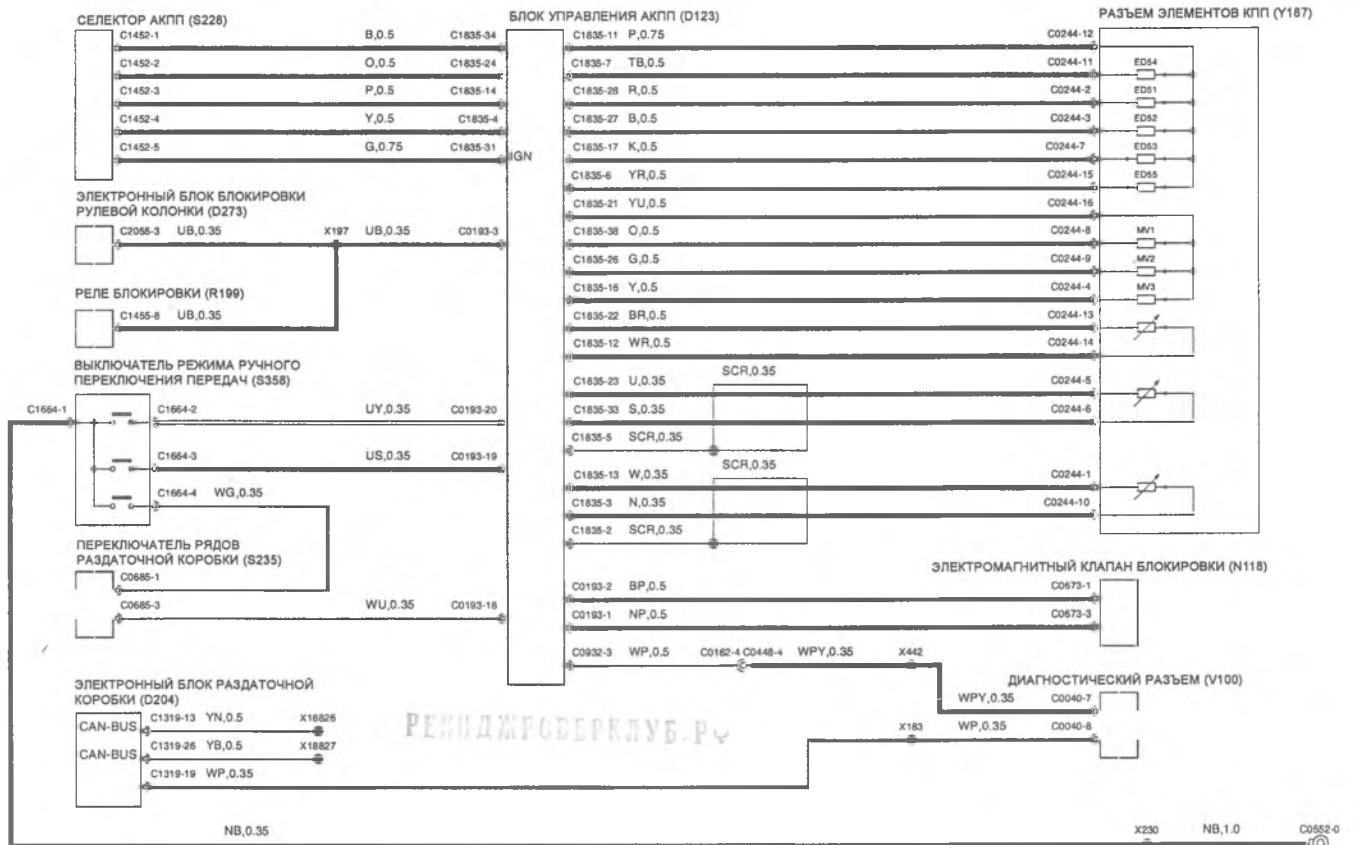 СЕЛЕКТОР АКПП (S228)
C1452-1 B,0.5 C1835-34
C1452-2 O,0.5 C1835-24
C1452-3 P,0.5 C1835-14
C1452-4 Y,0.5 C1835-4
C1452-5 G,0.75 C1835-31
ЭЛЕКТРОННЫЙ БЛОК БЛОКИРОВКИ
РУЛЕВОЙ КОЛОНКИ (D273)
C2055-3 UB,0.35 X197 UB,0.35 C0193-3
РЕЛЕ БЛОКИРОВКИ (R199)
C1455-8 UB,0.35
ВЫКЛЮЧАТЕЛЬ РЕЖИМА РУЧНОГО
ПЕРЕКЛЮЧЕНИЯ ПЕРЕДАЧ (S358)
C1664-1 C1664-2 UY,0.35 C0193-20
C1664-3 US,0.35 C0193-19
C1664-4 WG,0.35
ПЕРЕКЛЮЧАТЕЛЬ РЯДОВ
РАЗДАТОЧНОЙ КОРОБКИ (S235)
C0685-1
C0685-3 WU,0.35 C0193-18
ЭЛЕКТРОННЫЙ БЛОК РАЗДАТОЧНОЙ
КОРОБКИ (D204)
CAN-BUS C1319-13 YN,0.5 X18826
CAN-BUS C1319-26 YB,0.5 X18827
C1319-19 WP,0.35
БЛОК УПРАВЛЕНИЯ АКПП (D123)
IGN
РАЗЪЕМ ЭЛЕМЕНТОВ КПП (Y187)
C1835-11 P,0.75 C0244-12
C1835-7 TB,0.5 C0244-11 EDS4
C1835-28 R,0.5 C0244-2 EDS1
C1835-27 B,0.5 C0244-3 EDS2
C1835-17 K,0.5 C0244-7 EDS3
C1835-6 YR,0.5 C0244-15 EDS5
C1835-21 YU,0.5 C0244-16
C1835-38 O,0.5 C0244-8 MV1
C1835-26 G,0.5 C0244-9 MV2
C1835-16 Y,0.5 C0244-4 MV3
C1835-22 BR,0.5 C0244-13
C1835-12 WR,0.5 C0244-14
SCR,0.35
C1835-23 U,0.35 C0244-5
C1835-33 S,0.35 C0244-6
C1835-5 SCR,0.35
SCR,0.35
C1835-13 W,0.35 C0244-1
C1835-3 N,0.35 C0244-10
C1835-2 SCR,0.35
ЭЛЕКТРОМАГНИТНЫЙ КЛАПАН БЛОКИРОВКИ (N118)
C0193-2 BP,0.5 C0673-1
C0193-1 NP,0.5 C0673-3
C0932-3 WP,0.5 C0162-4 C0448-4 WPY,0.35 X442
ДИАГНОСТИЧЕСКИЙ РАЗЪЕМ (V100)
WPY,0.35 C0040-7
X183 WP,0.35 C0040-8
РЕЙНДЖРОВЕРКЛУБ.РФ
NB,0.35 X230 NB,1.0 C0552-0